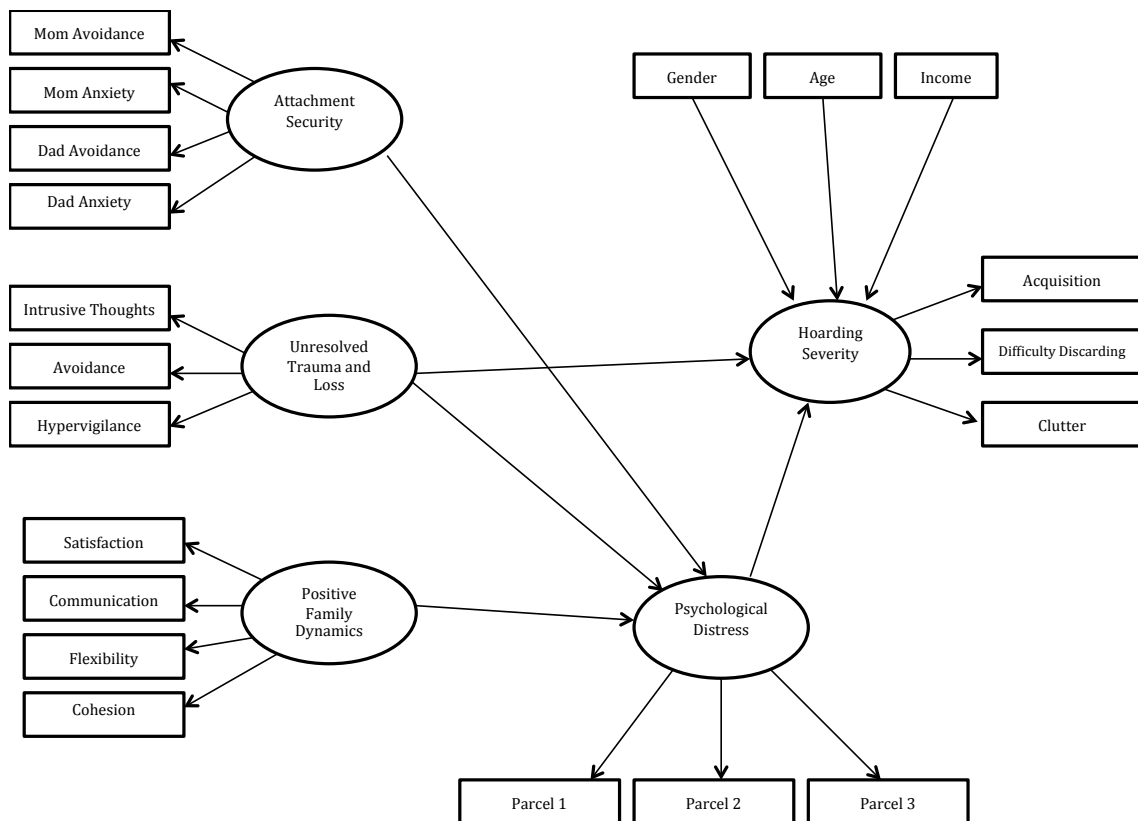 Mom Avoidance
Mom Anxiety
Dad Avoidance
Dad Anxiety
Attachment
Security
Gender
Age
Income
Intrusive Thoughts
Avoidance
Hypervigilance
Unresolved
Trauma and
Loss
Hoarding
Severity
Acquisition
Difficulty Discarding
Clutter
Satisfaction
Communication
Flexibility
Cohesion
Positive
Family
Dynamics
Psychological
Distress
Parcel 1
Parcel 2
Parcel 3